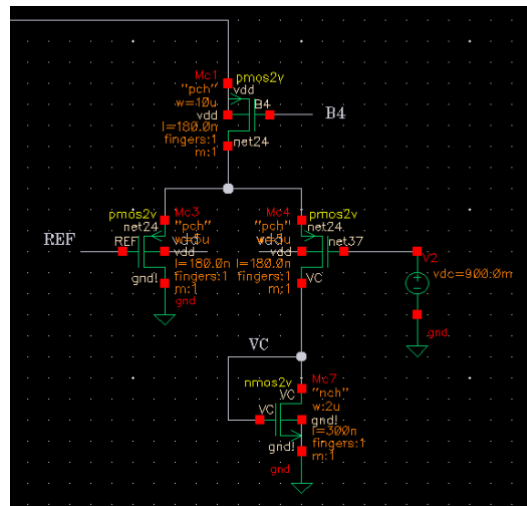 Mc1 pmos2v
"pch" vdd
w=10u B4 B4
vdd
l=180.0n
fingers:1 net24
m:1
pmos2v Mc3 Mc4 pmos2v
net24 "pch" "pch" net24
REF REF net37 V2
vdd vdd
l=180.0n l=180.0n vdc=900.0m
gnd! fingers:1 fingers:1 VC
m:1 m:1
gnd gnd
VC
nmos2v VC Mc7
"nch"
VC w:2u
gnd!
l=300n
gnd! fingers:1
m:1
gnd